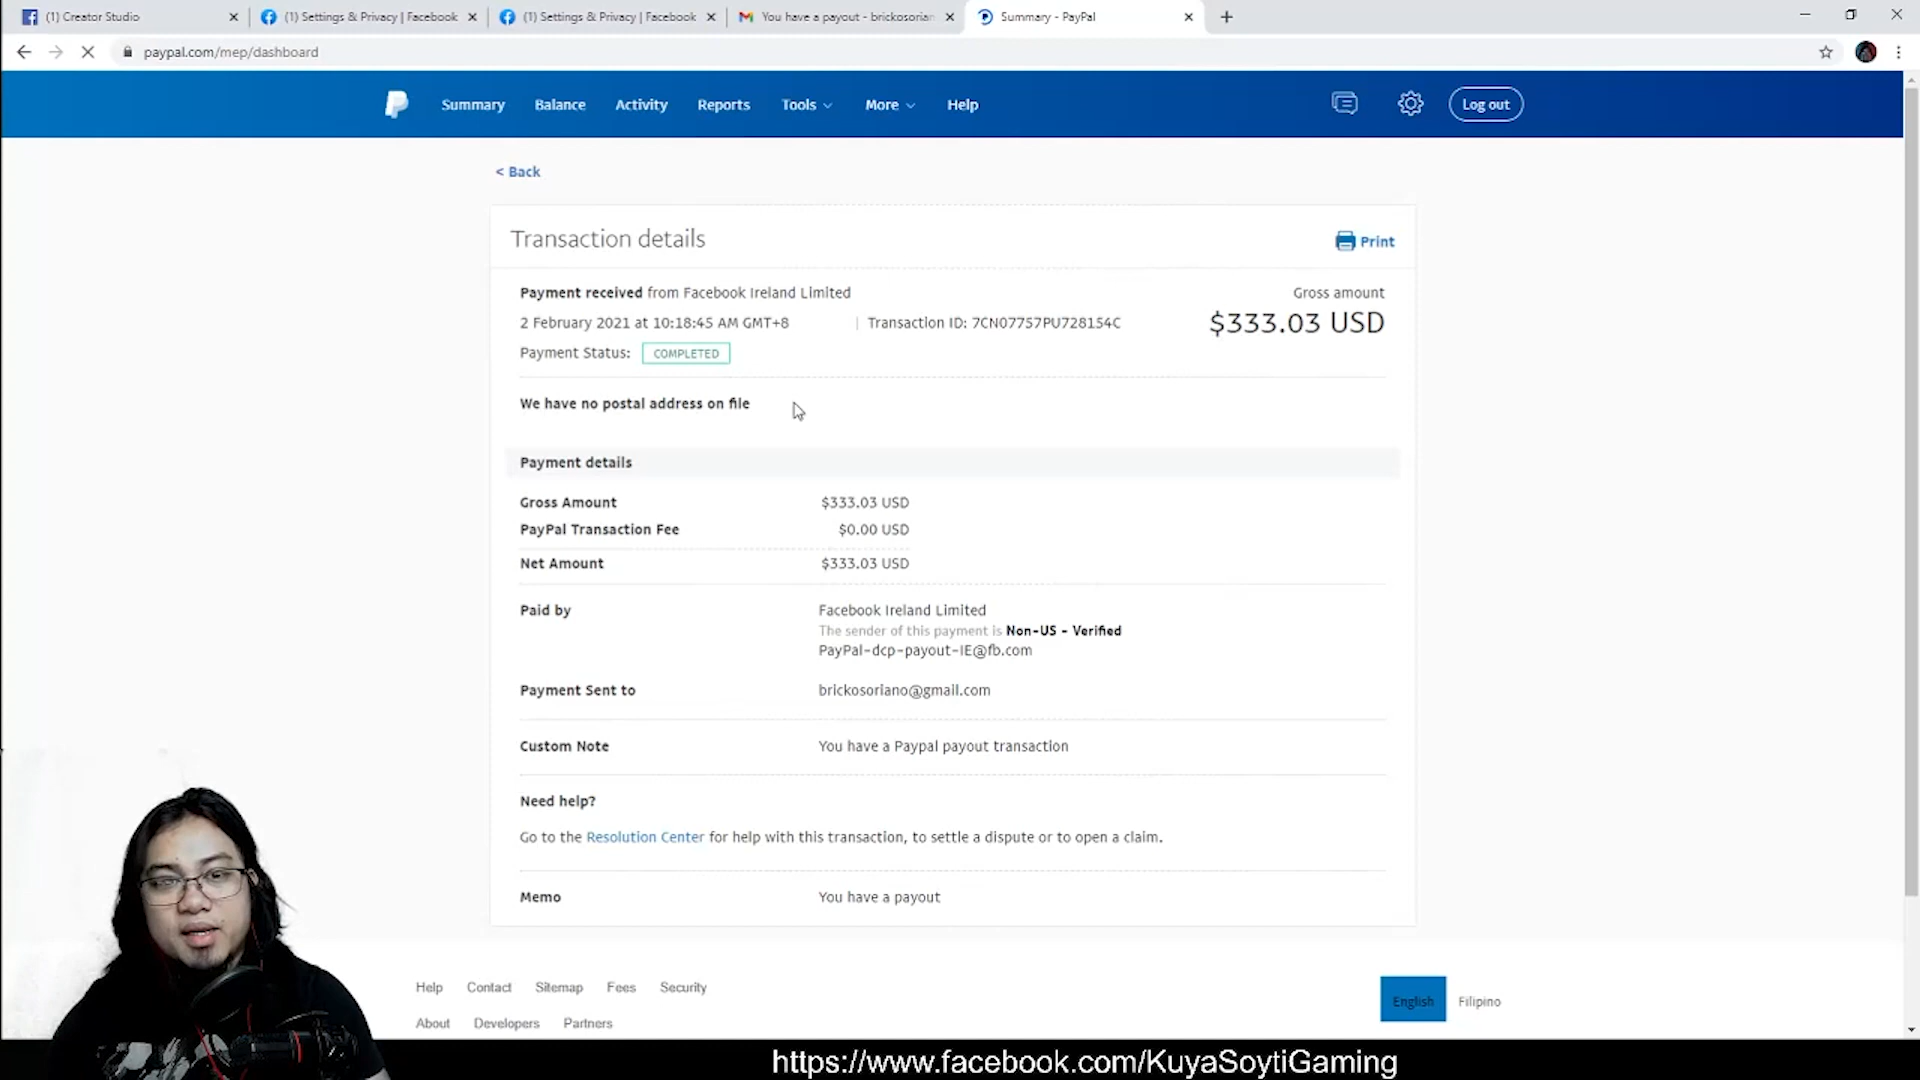 (1) Creator Studio
(1) Settings & Privacy | Facebook
(1) Settings & Privacy | Facebook
You have a payout - brickosorian
Summary - PayPal
paypal.com/mep/dashboard
Summary
Balance
Activity
Reports
Tools
More
Help
Log out
< Back
Transaction details
Print
Payment received from Facebook Ireland Limited
Gross amount
2 February 2021 at 10:18:45 AM GMT+8 | Transaction ID: 7CN07757PU728154C
$333.03 USD
Payment Status: COMPLETED
We have no postal address on file
Payment details
Gross Amount $333.03 USD
PayPal Transaction Fee $0.00 USD
Net Amount $333.03 USD
Paid by Facebook Ireland Limited
The sender of this payment is Non-US - Verified
PayPal-dcp-payout-IE@fb.com
Payment Sent to brickosoriano@gmail.com
Custom Note You have a Paypal payout transaction
Need help?
Go to the Resolution Center for help with this transaction, to settle a dispute or to open a claim.
Memo You have a payout
Help Contact Sitemap Fees Security
English Filipino
About Developers Partners
https://www.facebook.com/KuyaSoytiGaming